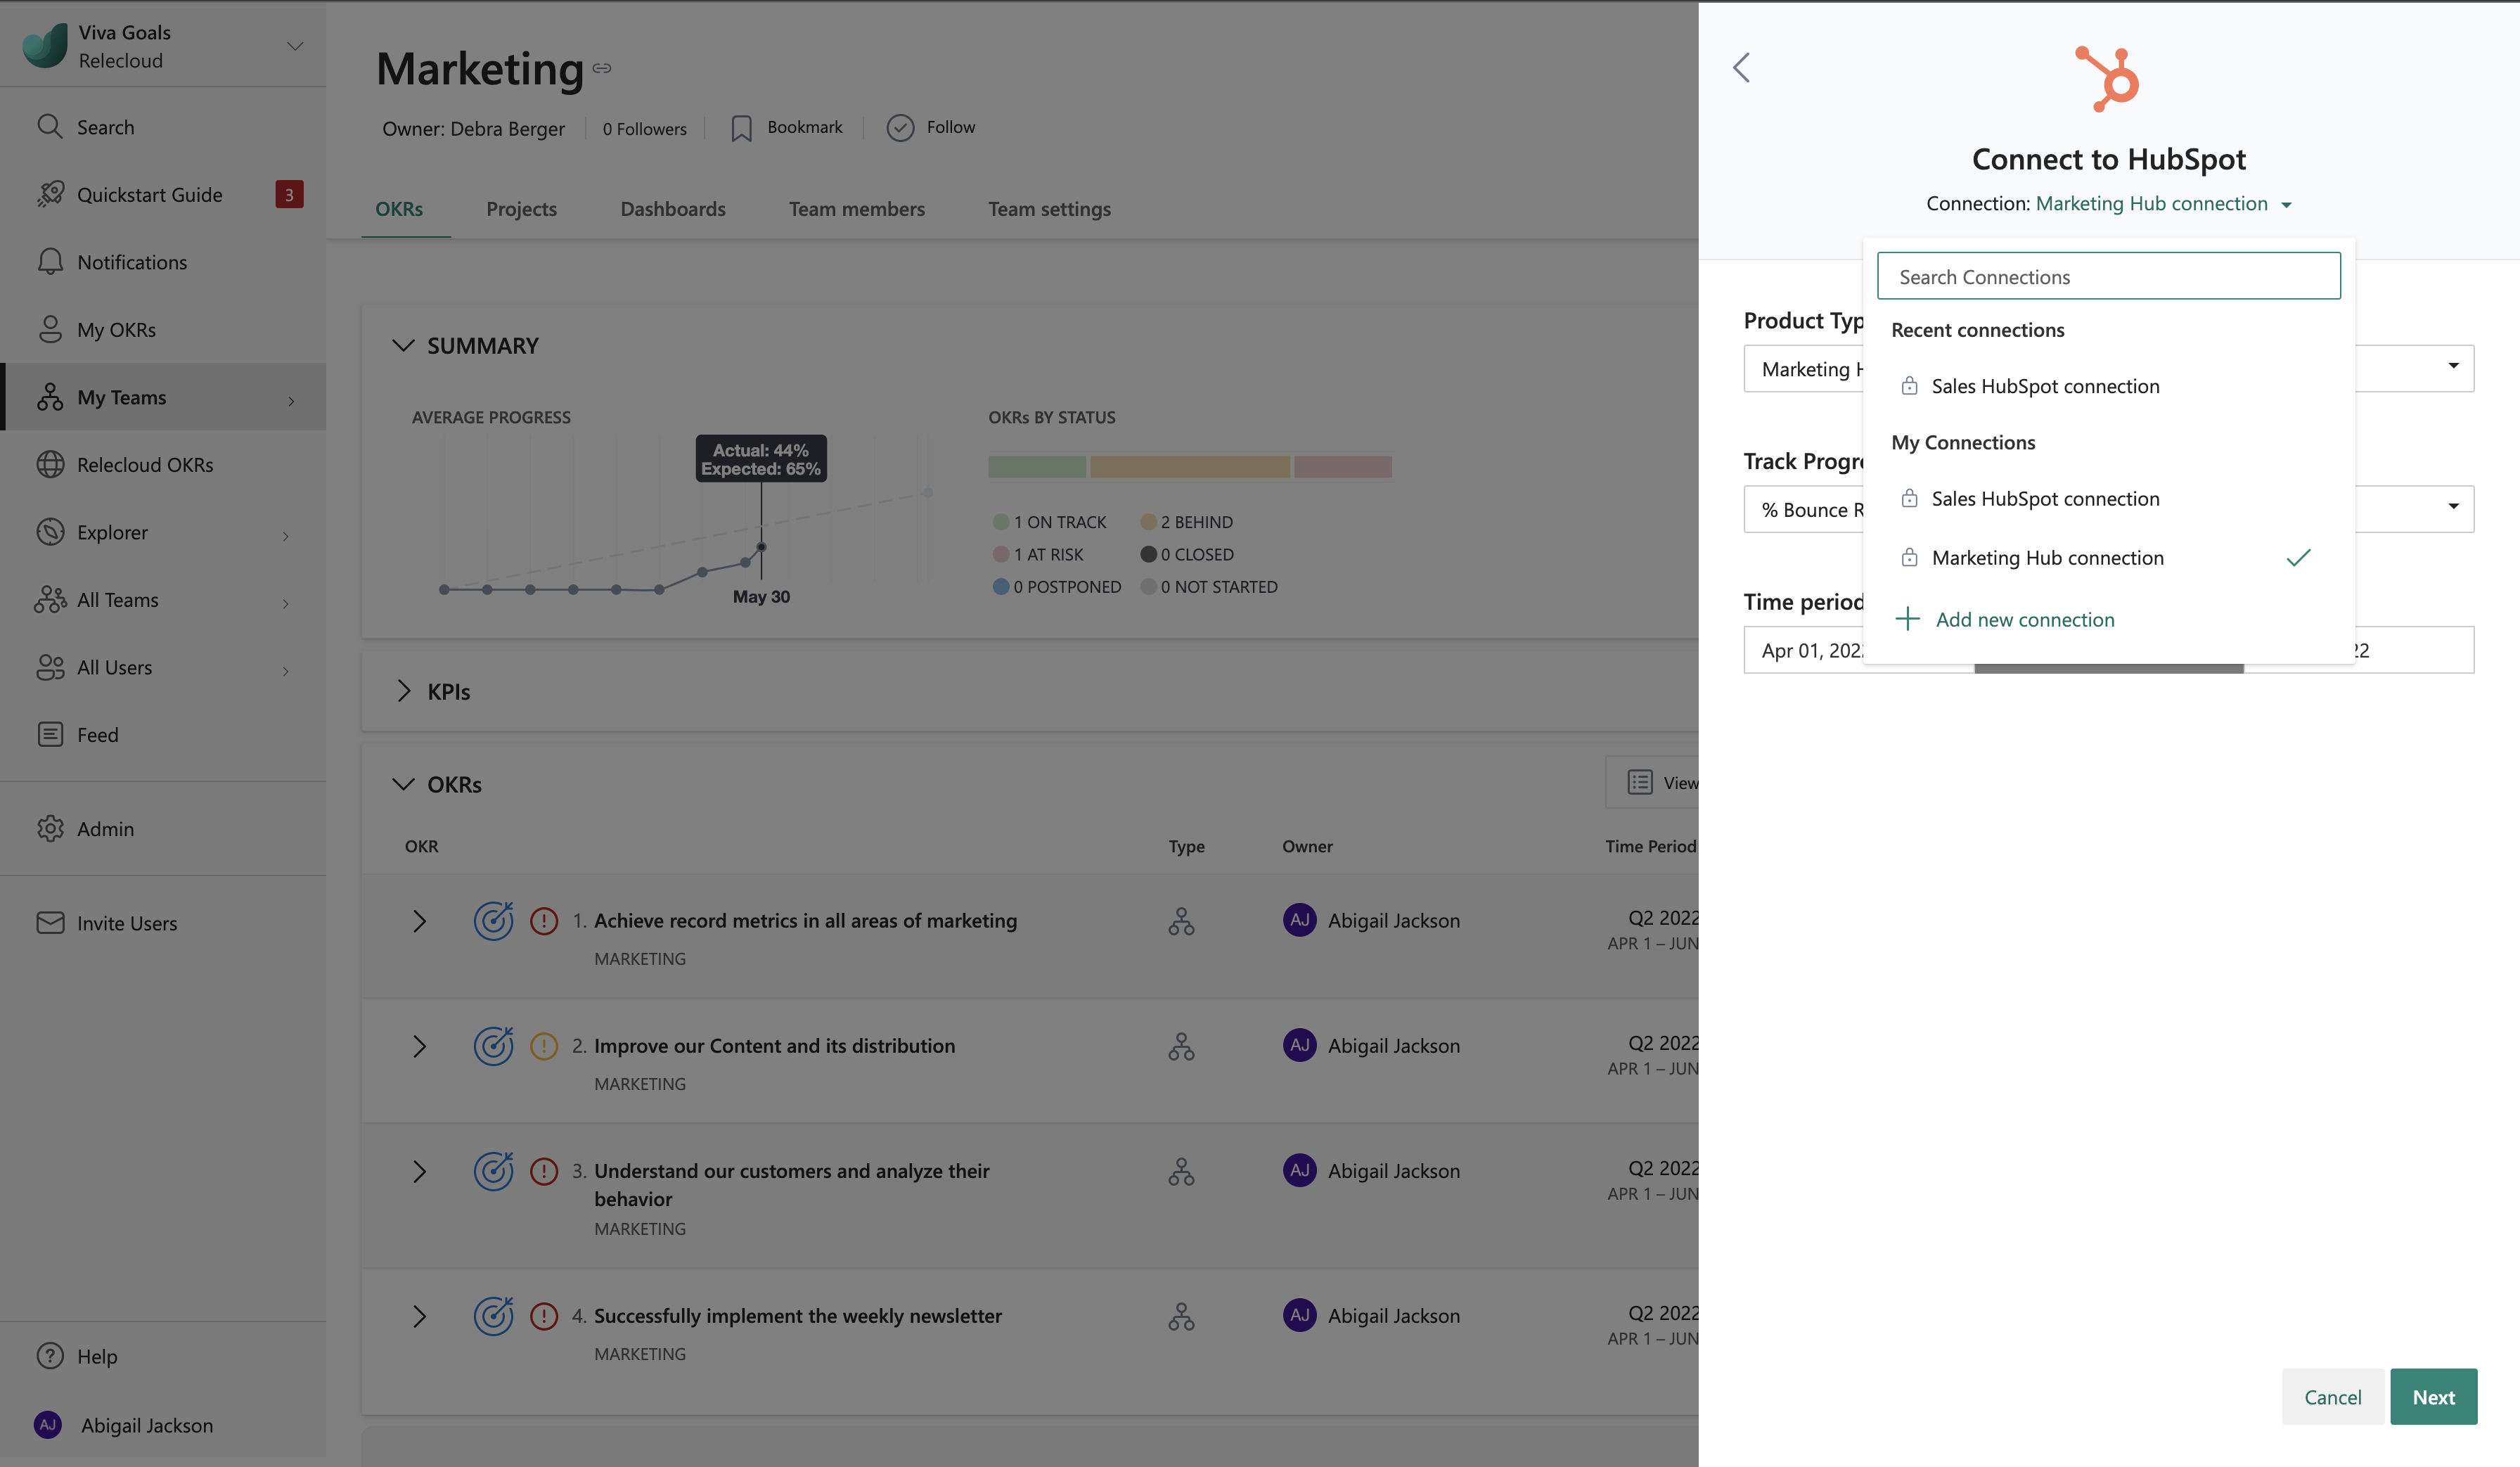 Viva Goals
Relecloud
Search
Quickstart Guide
3
Notifications
My OKRs
My Teams
Relecloud OKRs
Explorer
All Teams
All Users
Feed
Admin
Invite Users
Help
AJ Abigail Jackson
Marketing
Owner: Debra Berger
0 Followers
Bookmark
Follow
OKRs
Projects
Dashboards
Team members
Team settings
SUMMARY
AVERAGE PROGRESS
Actual: 44%
Expected: 65%
May 30
OKRs BY STATUS
1 ON TRACK
2 BEHIND
1 AT RISK
0 CLOSED
0 POSTPONED
0 NOT STARTED
KPIs
OKRs
View
OKR
Type
Owner
Time Period
1. Achieve record metrics in all areas of marketing
MARKETING
AJ Abigail Jackson
Q2 2022
APR 1 – JUN
2. Improve our Content and its distribution
MARKETING
AJ Abigail Jackson
Q2 2022
APR 1 – JUN
3. Understand our customers and analyze their
behavior
MARKETING
AJ Abigail Jackson
Q2 2022
APR 1 – JUN
4. Successfully implement the weekly newsletter
MARKETING
AJ Abigail Jackson
Q2 2022
APR 1 – JUN
Connect to HubSpot
Connection: Marketing Hub connection
Search Connections
Recent connections
Sales HubSpot connection
My Connections
Sales HubSpot connection
Marketing Hub connection
Add new connection
Product Typ
Marketing H
Track Progre
% Bounce R
Time period
Apr 01, 202
22
Cancel
Next